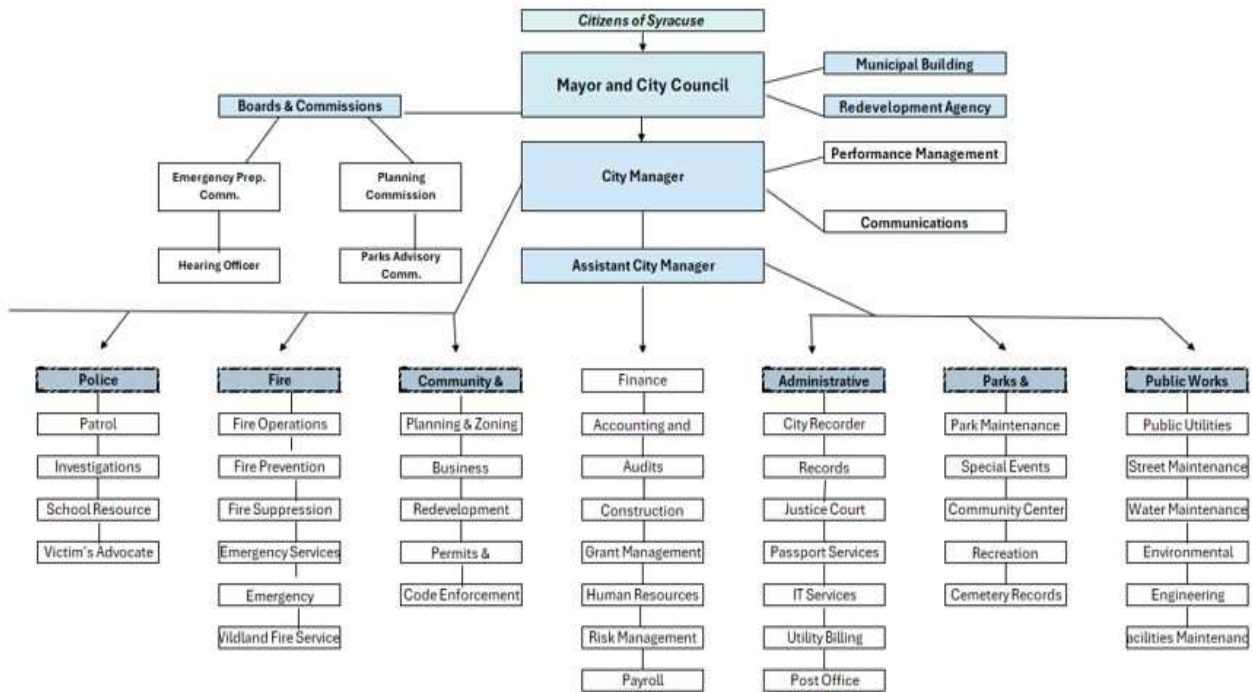 Citizens of Syracuse
Mayor and City Council
Municipal Building
Redevelopment Agency
Boards & Commissions
Emergency Prep.
Comm.
Planning
Commission
City Manager
Performance Management
Communications
Hearing Officer
Parks Advisory
Comm.
Assistant City Manager
Police
Patrol
Investigations
School Resource
Victim's Advocate
Fire
Fire Operations
Fire Prevention
Fire Suppression
Emergency Services
Emergency
Wildland Fire Service
Community &
Planning & Zoning
Business
Redevelopment
Permits &
Code Enforcement
Finance
Accounting and
Audits
Construction
Grant Management
Human Resources
Risk Management
Payroll
Administrative
City Recorder
Records
Justice Court
Passport Services
IT Services
Utility Billing
Post Office
Parks &
Park Maintenance
Special Events
Community Center
Recreation
Cemetery Records
Public Works
Public Utilities
Street Maintenance
Water Maintenance
Environmental
Engineering
acilities Maintenanc